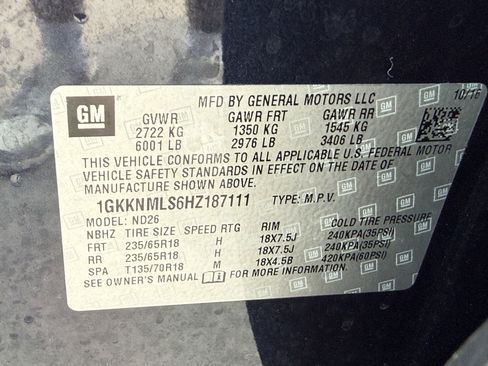 GM
MFD BY GENERAL MOTORS LLC 10/16
GVWR GAWR FRT GAWR RR
2722 KG 1350 KG 1545 KG
6001 LB 2976 LB 3406 LB
THIS VEHICLE CONFORMS TO ALL APPLICABLE U.S. FEDERAL MOTOR
VEHICLE SAFETY STANDARDS IN EFFECT ON THE DATE OF
MANUFACTURE SHOWN ABOVE.
1GKKNMLS6HZ187111 TYPE: M.P.V.
MODEL: ND26
NBHZ TIRE SIZE SPEED RTG RIM COLD TIRE PRESSURE
FRT 235/65R18 H 18X7.5J 240KPA(35PSI)
RR 235/65R18 H 18X7.5J 240KPA(35PSI)
SPA T135/70R18 M 18X4.5B 420KPA(60PSI)
SEE OWNER'S MANUAL FOR MORE INFORMATION.